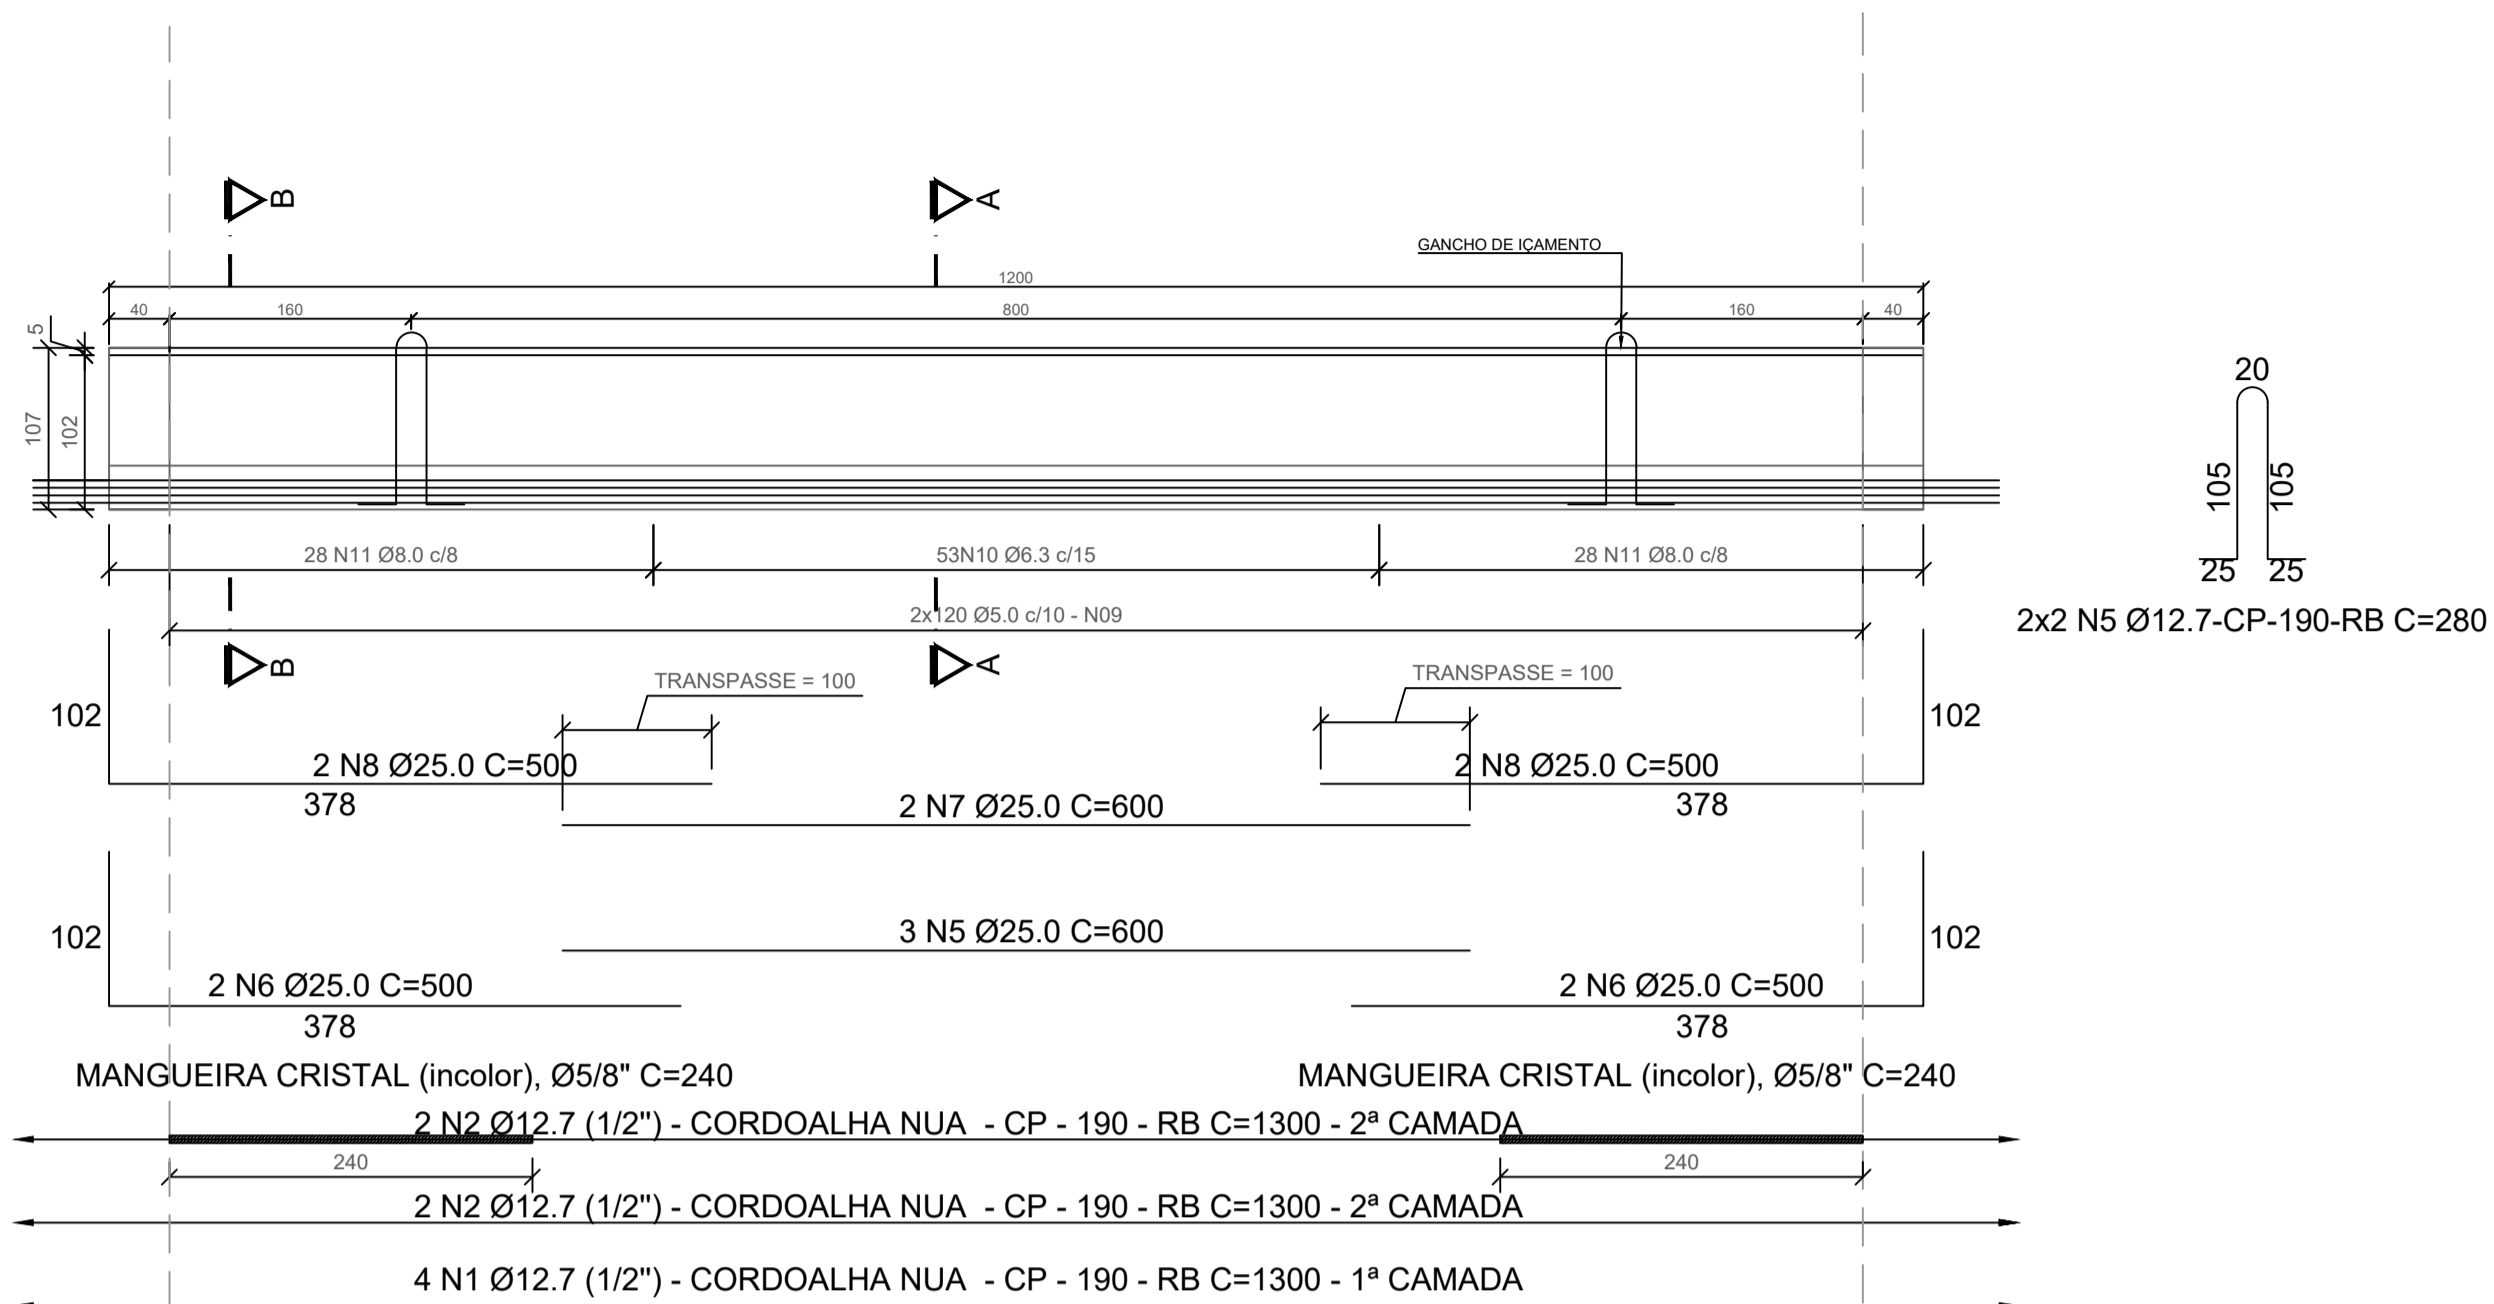 B
A
GANCHO DE IÇAMENTO
1200
40
160
800
160
40
5
107
102
20
105
105
25
25
2x2 N5 Ø12.7-CP-190-RB C=280
28 N11 Ø8.0 c/8
53N10 Ø6.3 c/15
28 N11 Ø8.0 c/8
2x120 Ø5.0 c/10 - N09
B
A
TRANSPASSE = 100
TRANSPASSE = 100
102
102
2 N8 Ø25.0 C=500
2 N8 Ø25.0 C=500
378
2 N7 Ø25.0 C=600
378
102
3 N5 Ø25.0 C=600
102
2 N6 Ø25.0 C=500
2 N6 Ø25.0 C=500
378
378
MANGUEIRA CRISTAL (incolor), Ø5/8" C=240
MANGUEIRA CRISTAL (incolor), Ø5/8" C=240
2 N2 Ø12.7 (1/2") - CORDOALHA NUA - CP - 190 - RB C=1300 - 2ª CAMADA
240
240
2 N2 Ø12.7 (1/2") - CORDOALHA NUA - CP - 190 - RB C=1300 - 2ª CAMADA
4 N1 Ø12.7 (1/2") - CORDOALHA NUA - CP - 190 - RB C=1300 - 1ª CAMADA